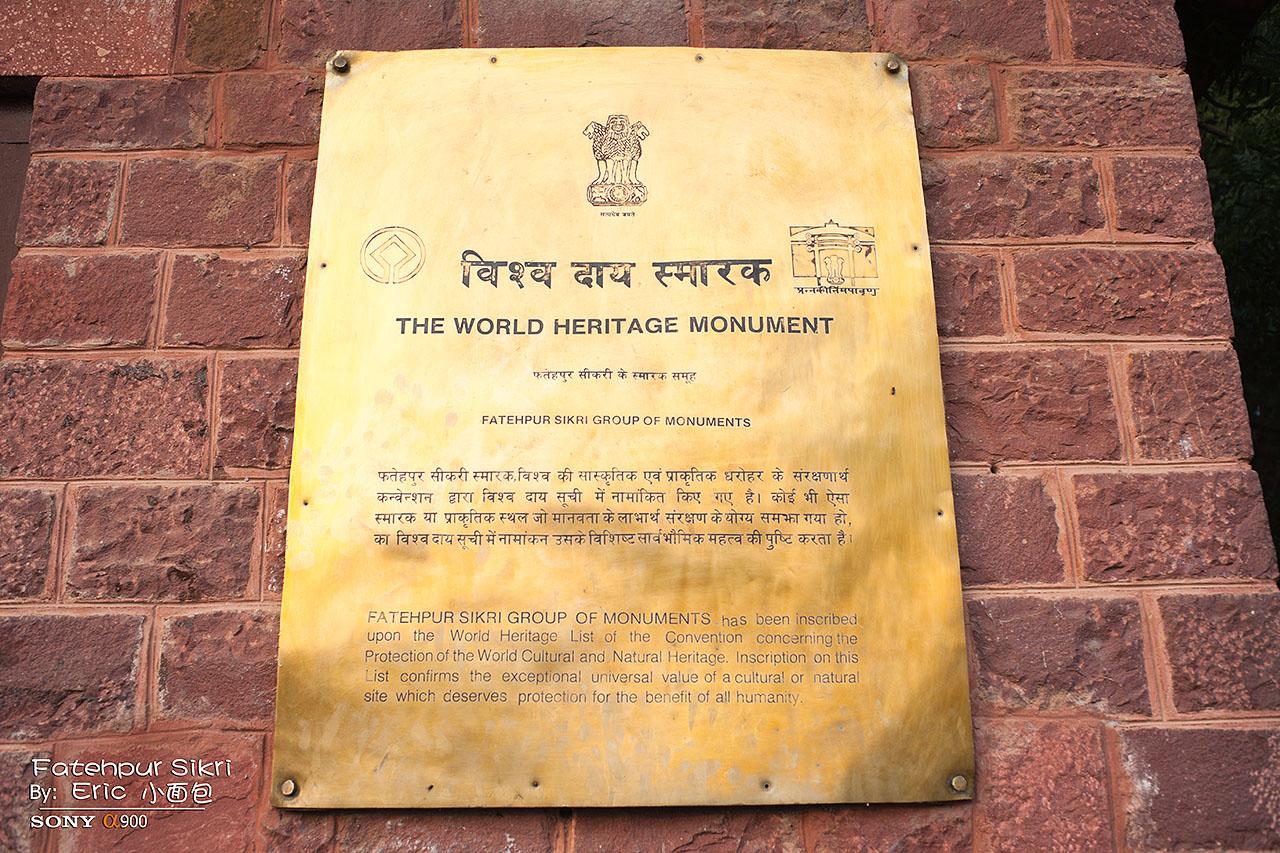 सत्यमेव जयते
विश्व दाय स्मारक
THE WORLD HERITAGE MONUMENT
फतेहपुर सीकरी के स्मारक समूह
FATEHPUR SIKRI GROUP OF MONUMENTS
फतेहपुर सीकरी स्मारक,विश्व की सांस्कृतिक एवं प्राकृतिक धरोहर के संरक्षणार्थ
कन्वेन्शन द्वारा विश्व दाय सूची में नामांकित किए गए है। कोई भी ऐसा
स्मारक या प्राकृतिक स्थल जो मानवता के लाभार्थ संरक्षण के योग्य समझा गया हो,
का विश्व दाय सूची में नामांकन उसके विशिष्ट सार्वभौमिक महत्व की पुष्टि करता है।
FATEHPUR SIKRI GROUP OF MONUMENTS has been inscribed
upon the World Heritage List of the Convention concerning the
Protection of the World Cultural and Natural Heritage. Inscription on this
List confirms the exceptional universal value of a cultural or natural
site which deserves protection for the benefit of all humanity.
Fatehpur Sikri
By: Eric 小面包
SONY α900